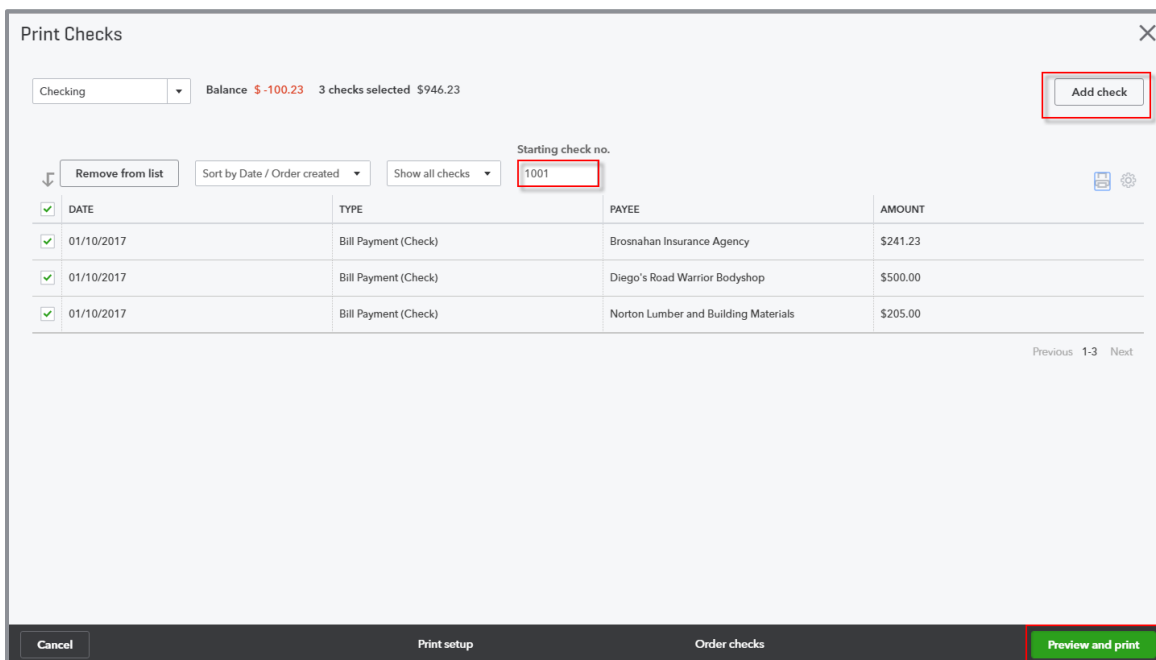 Print Checks
Checking Balance $ -100.23 3 checks selected $946.23 Add check
Starting check no.
Remove from list Sort by Date / Order created Show all checks 1001
DATE TYPE PAYEE AMOUNT
01/10/2017 Bill Payment (Check) Brosnahan Insurance Agency $241.23
01/10/2017 Bill Payment (Check) Diego's Road Warrior Bodyshop $500.00
01/10/2017 Bill Payment (Check) Norton Lumber and Building Materials $205.00
Previous 1-3 Next
Cancel Print setup Order checks Preview and print